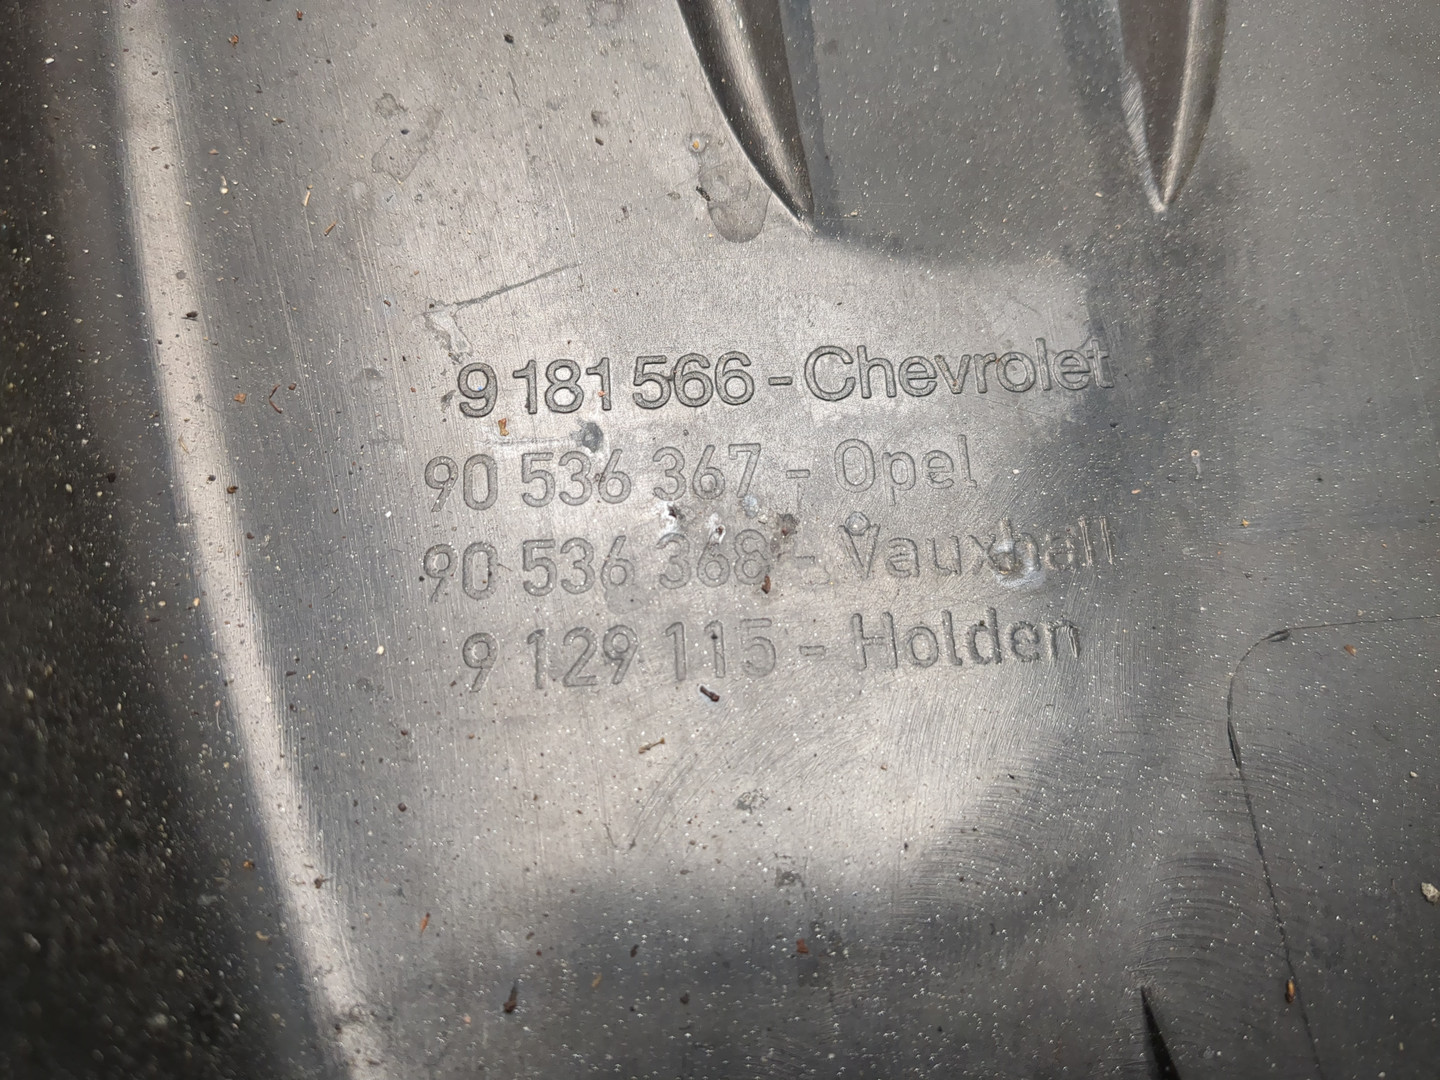 9 181 566 - Chevrolet
90 536 367 - Opel
90 536 368 - Vauxhall
9 129 115 - Holden